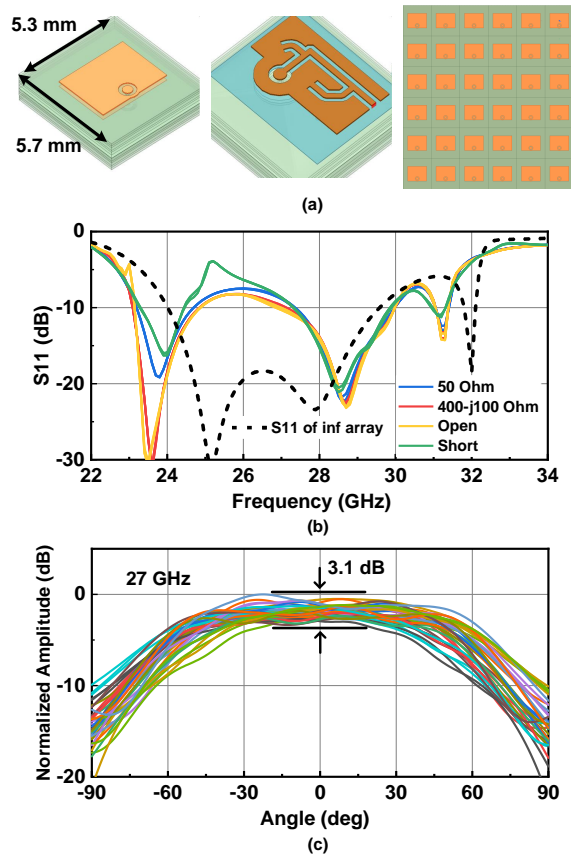 5.3 mm
5.7 mm
(a)
S11 (dB)
0
-10
-20
-30
50 Ohm
400-j100 Ohm
Open
Short
S11 of inf array
22 24 26 28 30 32 34
Frequency (GHz)
(b)
Normalized Amplitude (dB)
0
-10
-20
27 GHz
3.1 dB
-90 -60 -30 0 30 60 90
Angle (deg)
(c)